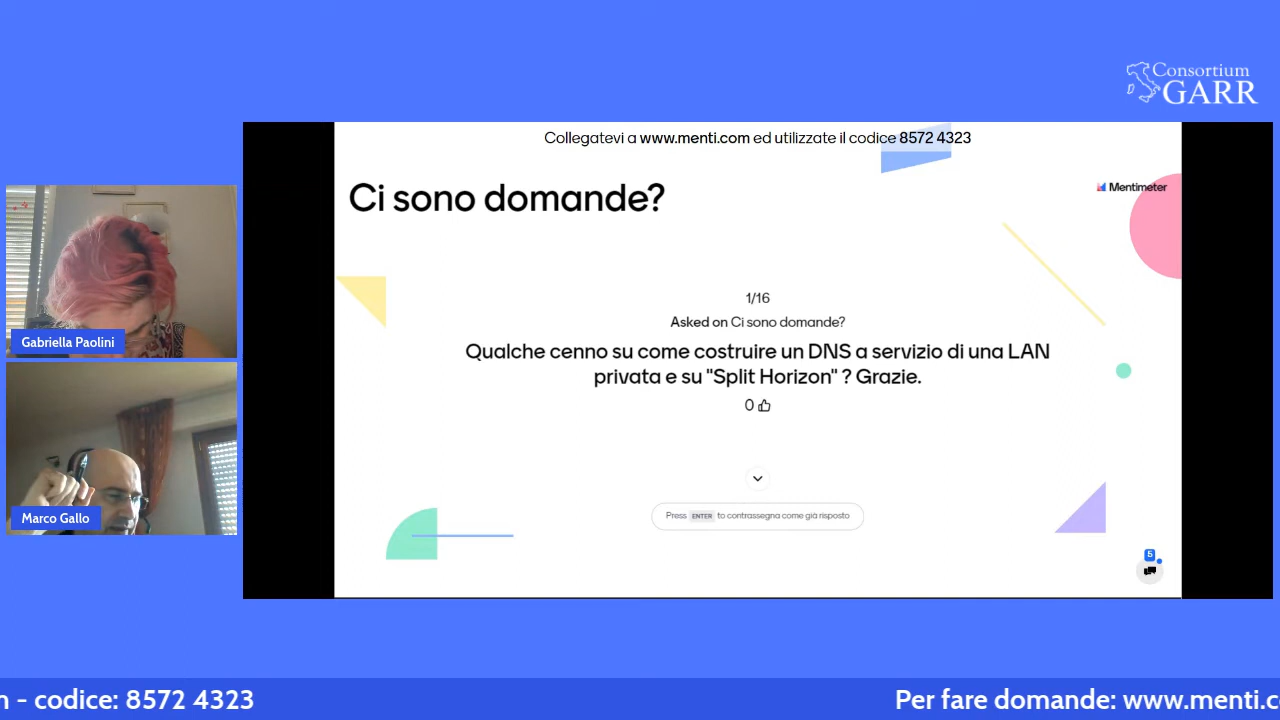 Consortium
GARR
Collegatevi a www.menti.com ed utilizzate il codice 8572 4323
Ci sono domande?
Mentimeter
1/16
Asked on Ci sono domande?
Qualche cenno su come costruire un DNS a servizio di una LAN
privata e su "Split Horizon" ? Grazie.
0
Press ENTER to contrassegna come già risposto
5
Gabriella Paolini
Marco Gallo
n - codice: 8572 4323
Per fare domande: www.menti.c